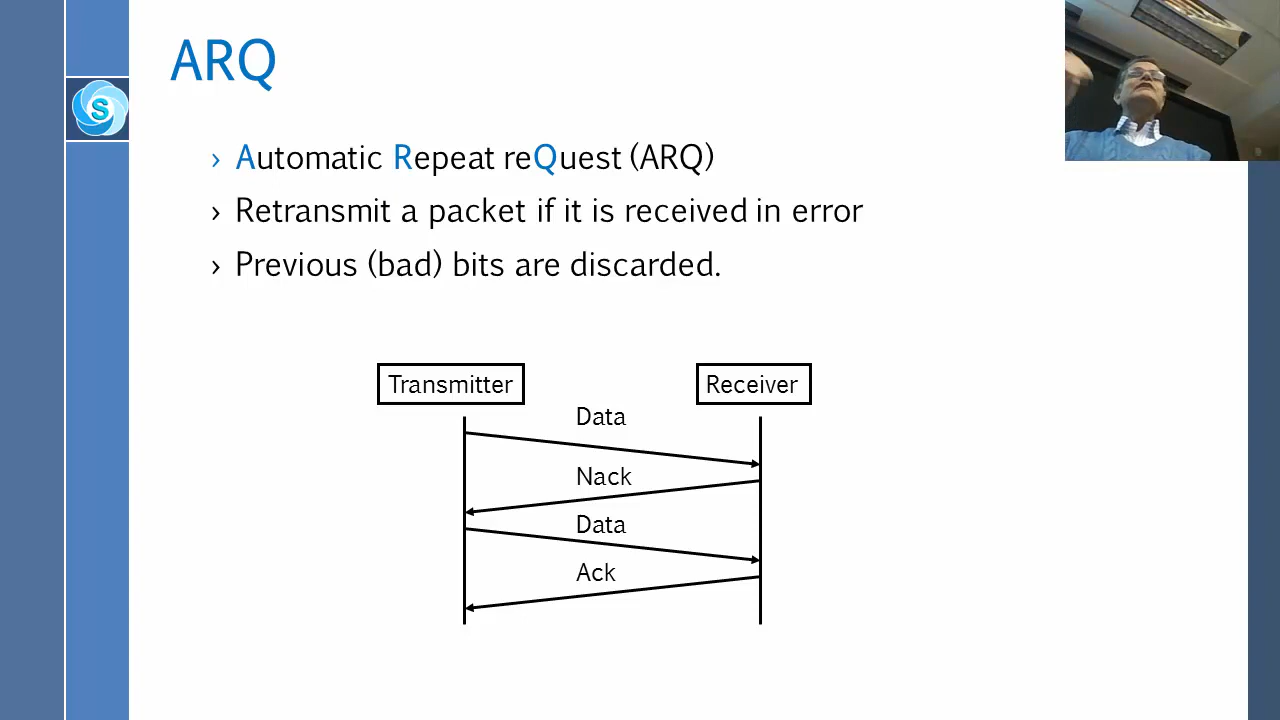 ARQ
S
› Automatic Repeat reQuest (ARQ)
› Retransmit a packet if it is received in error
› Previous (bad) bits are discarded.
Transmitter
Receiver
Data
Nack
Data
Ack